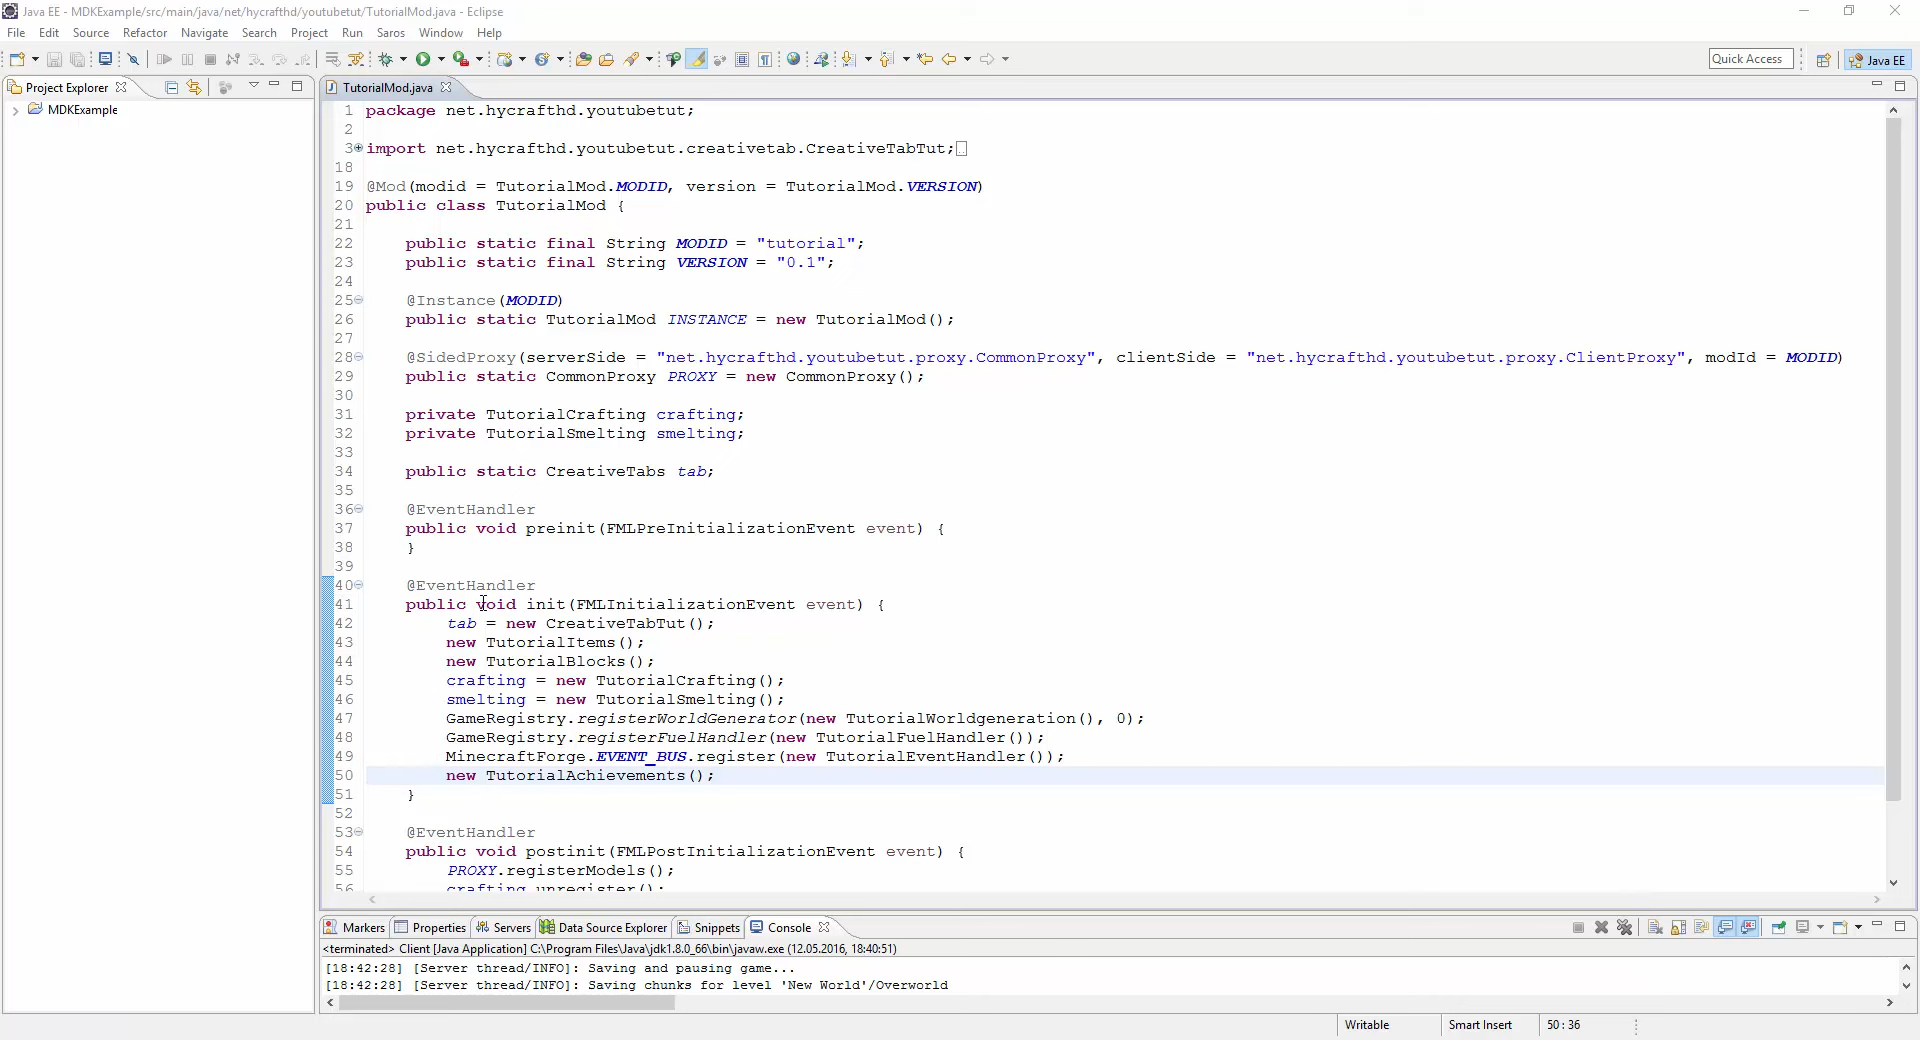 Java EE - MDKExample/src/main/java/net/hycrafthd/youtubetut/TutorialMod.java - Eclipse
File Edit Source Refactor Navigate Search Project Run Saros Window Help
Quick Access
Java EE
Project Explorer
TutorialMod.java
MDKExample
1 package net.hycrafthd.youtubetut;
2
3 import net.hycrafthd.youtubetut.creativetab.CreativeTabTut;
18
19 @Mod(modid = TutorialMod.MODID, version = TutorialMod.VERSION)
20 public class TutorialMod {
21
22 public static final String MODID = "tutorial";
23 public static final String VERSION = "0.1";
24
25 @Instance(MODID)
26 public static TutorialMod INSTANCE = new TutorialMod();
27
28 @SidedProxy(serverSide = "net.hycrafthd.youtubetut.proxy.CommonProxy", clientSide = "net.hycrafthd.youtubetut.proxy.ClientProxy", modId = MODID)
29 public static CommonProxy PROXY = new CommonProxy();
30
31 private TutorialCrafting crafting;
32 private TutorialSmelting smelting;
33
34 public static CreativeTabs tab;
35
36 @EventHandler
37 public void preinit(FMLPreInitializationEvent event) {
38 }
39
40 @EventHandler
41 public void init(FMLInitializationEvent event) {
42 tab = new CreativeTabTut();
43 new TutorialItems();
44 new TutorialBlocks();
45 crafting = new TutorialCrafting();
46 smelting = new TutorialSmelting();
47 GameRegistry.registerWorldGenerator(new TutorialWorldgeneration(), 0);
48 GameRegistry.registerFuelHandler(new TutorialFuelHandler());
49 MinecraftForge.EVENT_BUS.register(new TutorialEventHandler());
50 new TutorialAchievements();
51 }
52
53 @EventHandler
54 public void postinit(FMLPostInitializationEvent event) {
55 PROXY.registerModels();
56 crafting.unregister();
Markers Properties Servers Data Source Explorer Snippets Console
<terminated> Client [Java Application] C:\Program Files\Java\jdk1.8.0_66\bin\javaw.exe (12.05.2016, 18:40:51)
[18:42:28] [Server thread/INFO]: Saving and pausing game...
[18:42:28] [Server thread/INFO]: Saving chunks for level 'New World'/Overworld
Writable Smart Insert 50 : 36